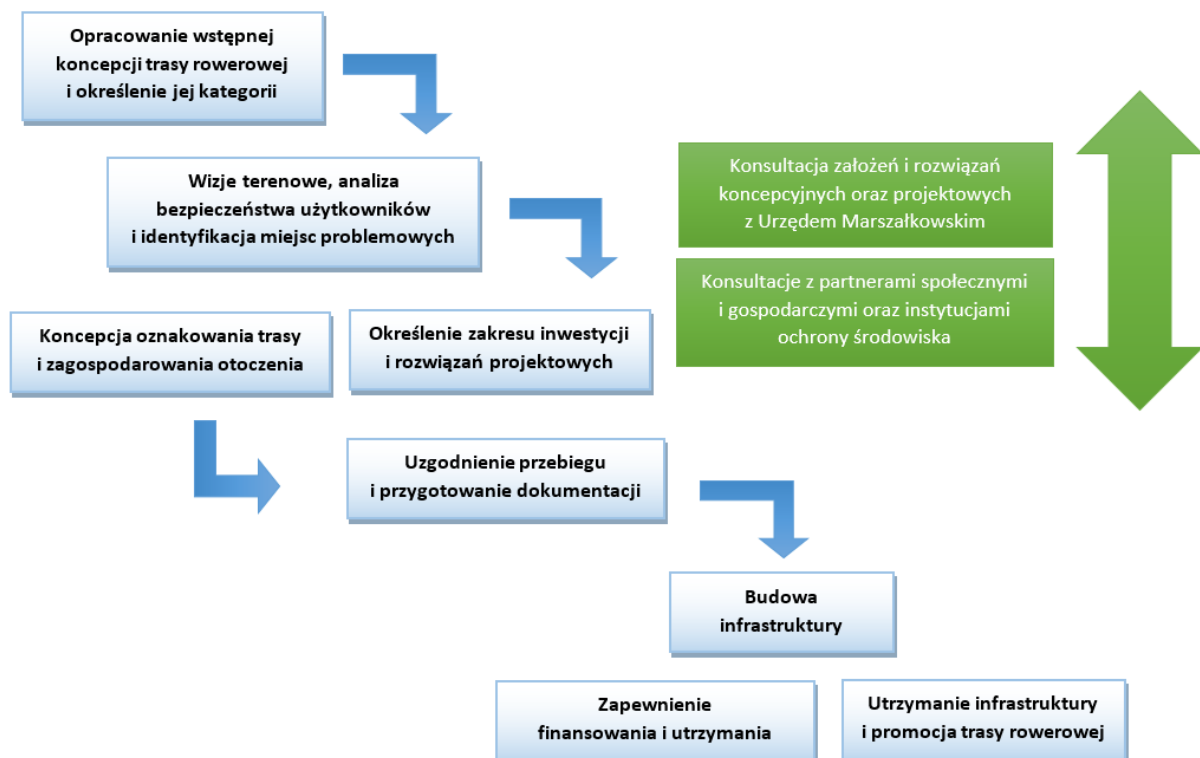 Opracowanie wstępnej
koncepcji trasy rowerowej
i określenie jej kategorii
Wizje terenowe, analiza
bezpieczeństwa użytkowników
i identyfikacja miejsc problemowych
Konsultacja założeń i rozwiązań
koncepcyjnych oraz projektowych
z Urzędem Marszałkowskim
Konsultacje z partnerami społecznymi
i gospodarczymi oraz instytucjami
ochrony środowiska
Koncepcja oznakowania trasy
i zagospodarowania otoczenia
Określenie zakresu inwestycji
i rozwiązań projektowych
Uzgodnienie przebiegu
i przygotowanie dokumentacji
Budowa
infrastruktury
Zapewnienie
finansowania i utrzymania
Utrzymanie infrastruktury
i promocja trasy rowerowej